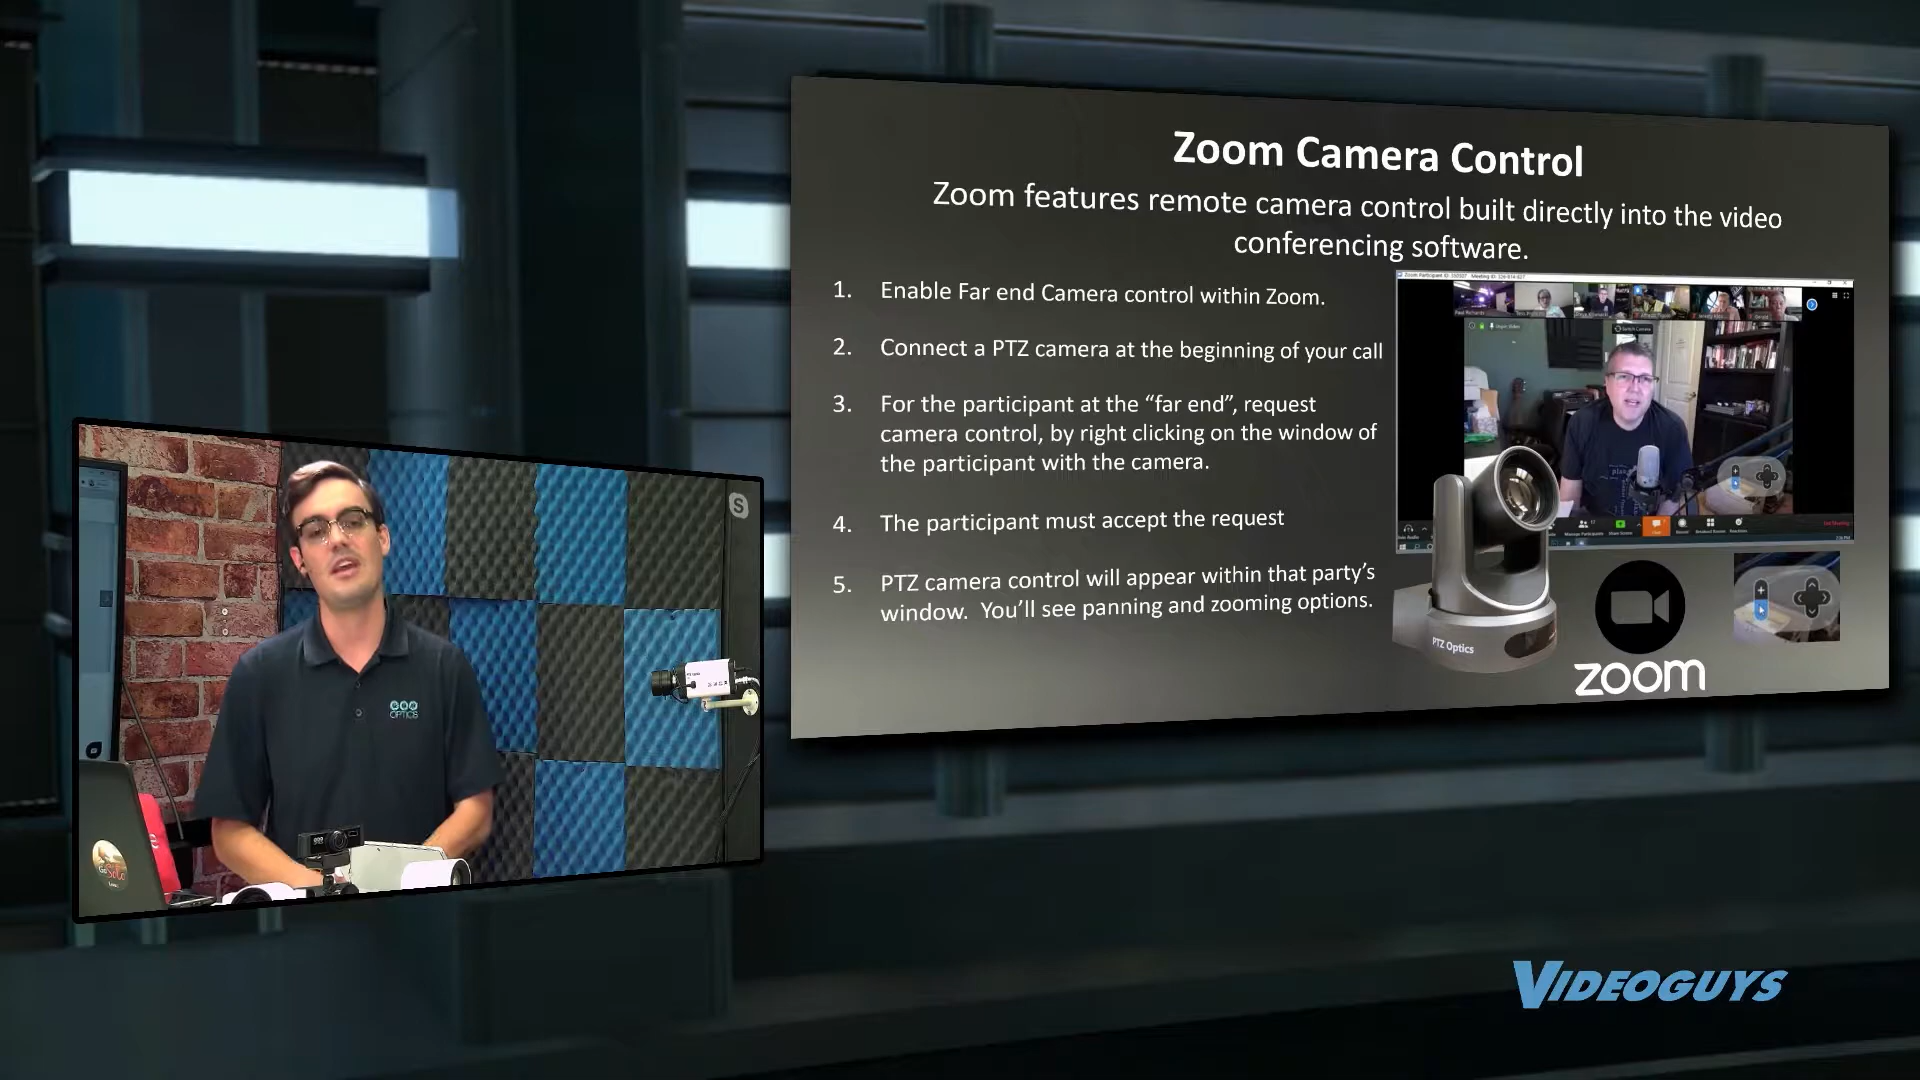 Zoom Camera Control
Zoom features remote camera control built directly into the video
conferencing software.
1. Enable Far end Camera control within Zoom.
2. Connect a PTZ camera at the beginning of your call
3. For the participant at the “far end”, request
camera control, by right clicking on the window of
the participant with the camera.
4. The participant must accept the request
5. PTZ camera control will appear within that party’s
window. You’ll see panning and zooming options.
PTZ Optics
zoom
S
OPTICS
VIDEOGUYS